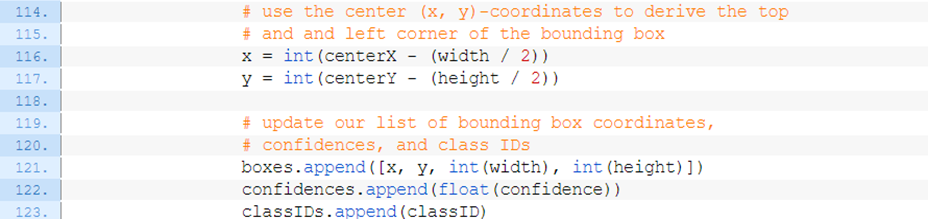 114. # use the center (x, y)-coordinates to derive the top
115. # and and left corner of the bounding box
116. x = int(centerX - (width / 2))
117. y = int(centerY - (height / 2))
118.
119. # update our list of bounding box coordinates,
120. # confidences, and class IDs
121. boxes.append([x, y, int(width), int(height)])
122. confidences.append(float(confidence))
123. classIDs.append(classID)